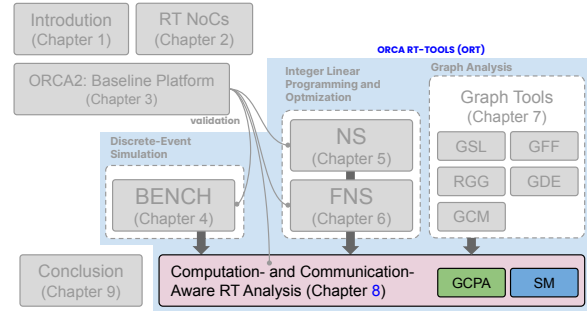 Introdution
(Chapter 1)
RT NoCs
(Chapter 2)
ORCA RT-TOOLS (ORT)
ORCA2: Baseline Platform
(Chapter 3)
validation
Integer Linear
Programming and
Optmization
Graph Analysis
Graph Tools
(Chapter 7)
NS
(Chapter 5)
GSL
GFF
Discrete-Event
Simulation
BENCH
(Chapter 4)
FNS
(Chapter 6)
RGG
GDE
GCM
Conclusion
(Chapter 9)
Computation- and Communication-
Aware RT Analysis (Chapter 8)
GCPA
SM